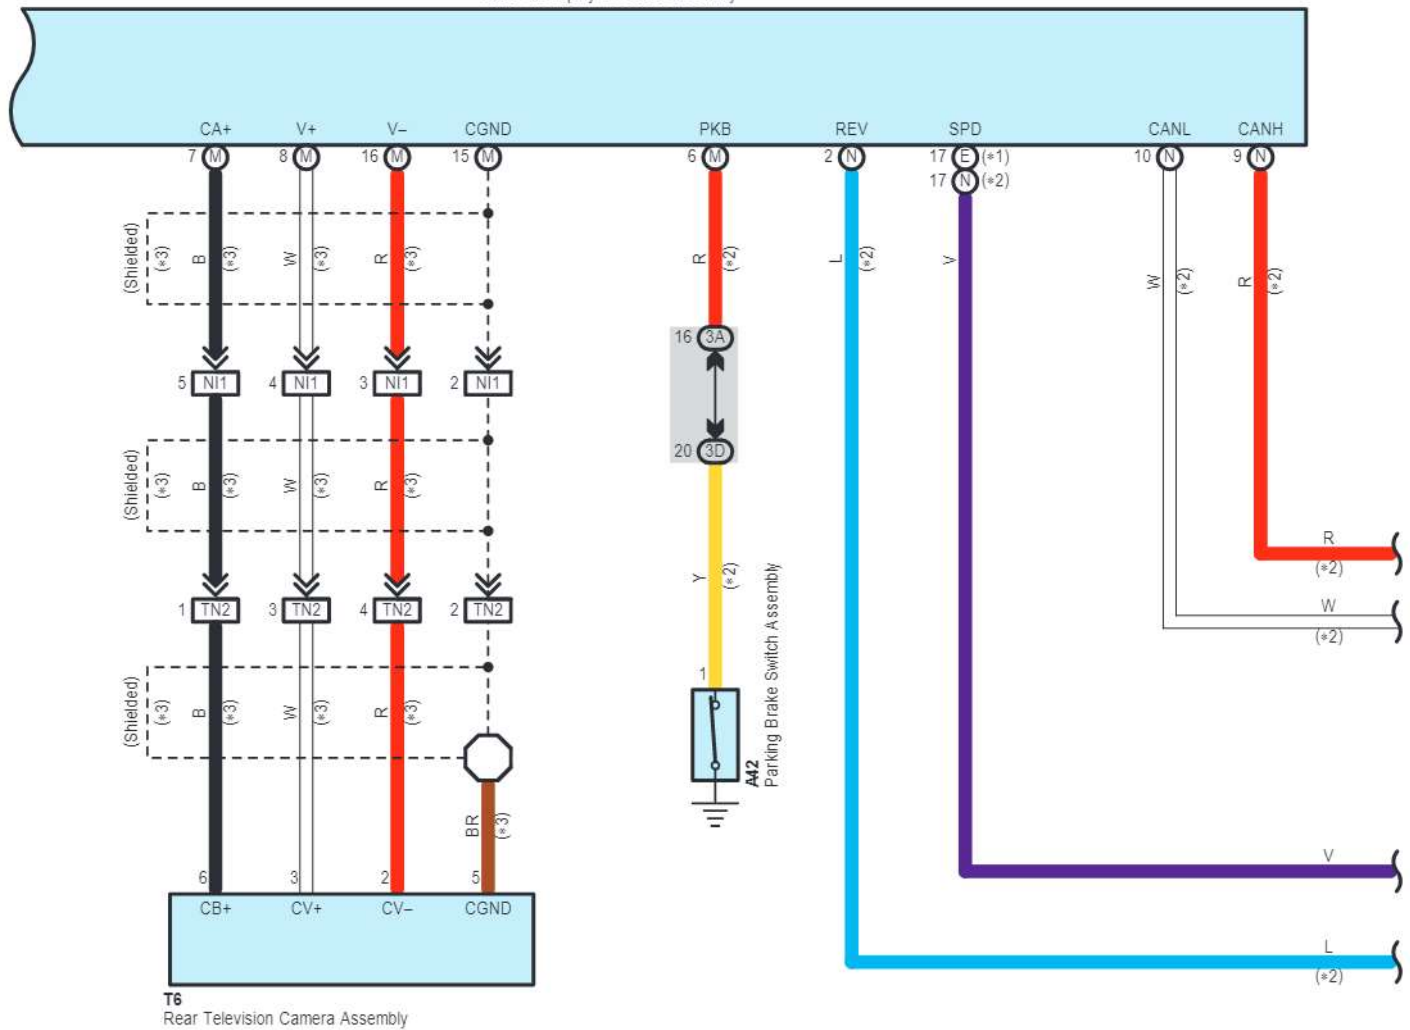 CA+ V+ V– CGND PKB REV SPD CANL CANH
7 M 8 M 16 M 15 M 6 M 2 N 17 E (*1) 10 N 9 N
17 N (*2)
(Shielded) (*3) B (*3) W (*3) R (*3) R (*2) L (*2) V W (*2) R (*2)
16 3A
5 NI1 4 NI1 3 NI1 2 NI1
20 3D
(Shielded) (*3) B (*3) W (*3) R (*3)
R
(*2)
Y (*2)
1 TN2 3 TN2 4 TN2 2 TN2
W
(*2)
1
(Shielded) (*3) B (*3) W (*3) R (*3)
A42
Parking Brake Switch Assembly
BR (*3)
V
6 3 2 5
CB+ CV+ CV– CGND
L
(*2)
T6
Rear Television Camera Assembly